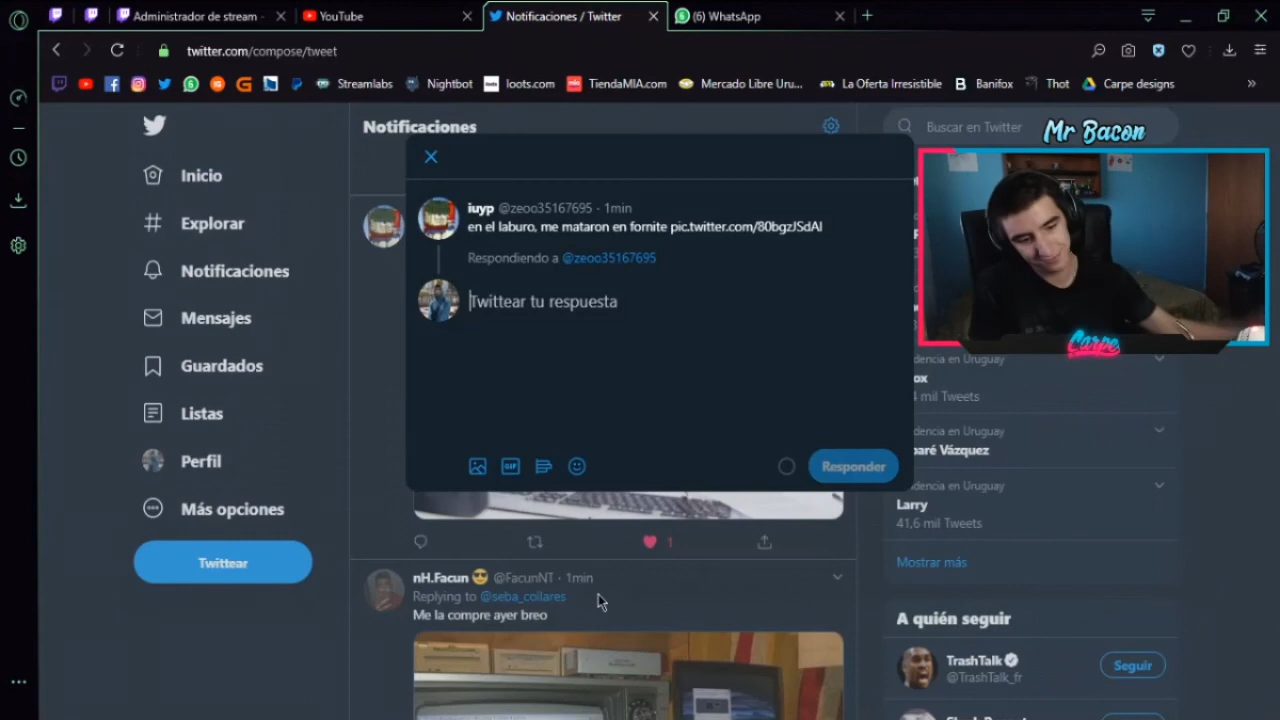 Administrador de stream -
YouTube
Notificaciones / Twitter
(6) WhatsApp
twitter.com/compose/tweet
Streamlabs
Nightbot
loots.com
TiendaMIA.com
Mercado Libre Uru...
La Oferta Irresistible
Banifox
Thot
Carpe designs
Notificaciones
Buscar en Twitter
Mr Bacon
Inicio
Explorar
Notificaciones
Mensajes
Guardados
Listas
Perfil
Más opciones
Twittear
iuyp @zeoo35167695 · 1min
en el laburo, me mataron en fornite pic.twitter.com/80bgzJSdAI
Respondiendo a @zeoo35167695
Twittear tu respuesta
GIF
Responder
Carpe
dencia en Uruguay
ox
mil Tweets
dencia en Uruguay
baré Vázquez
endencia en Uruguay
Larry
41,6 mil Tweets
Mostrar más
1
nH.Facun 😎 @FacunNT · 1min
Replying to @seba_collares
Me la compre ayer breo
A quién seguir
TrashTalk
@TrashTalk_fr
Seguir